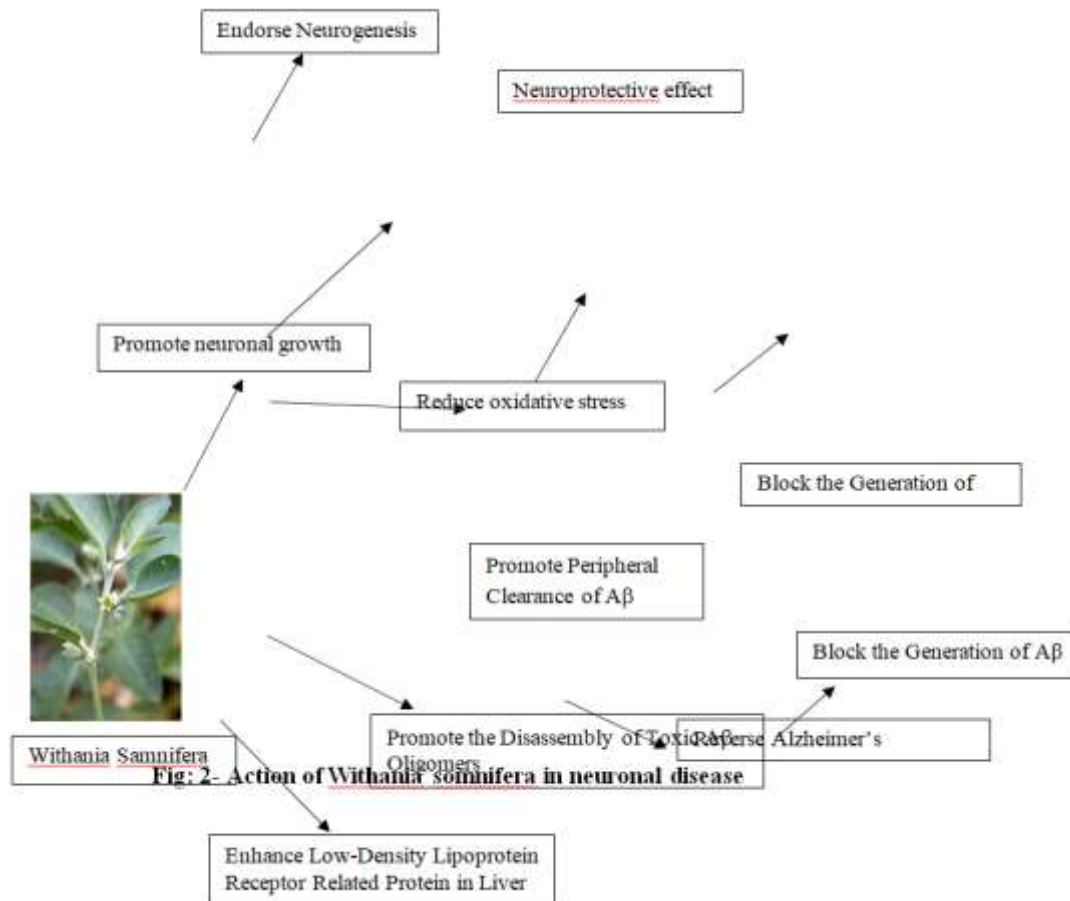 Endorse Neurogenesis
Neuroprotective effect
Promote neuronal growth
Reduce oxidative stress
Block the Generation of
Promote Peripheral
Clearance of Aβ
Block the Generation of Aβ
Promote the Disassembly of Toxic Aβ
Oligomers
Reverse Alzheimer's
Withania Samnifera
Fig: 2- Action of Withania somnifera in neuronal disease
Enhance Low-Density Lipoprotein
Receptor Related Protein in Liver